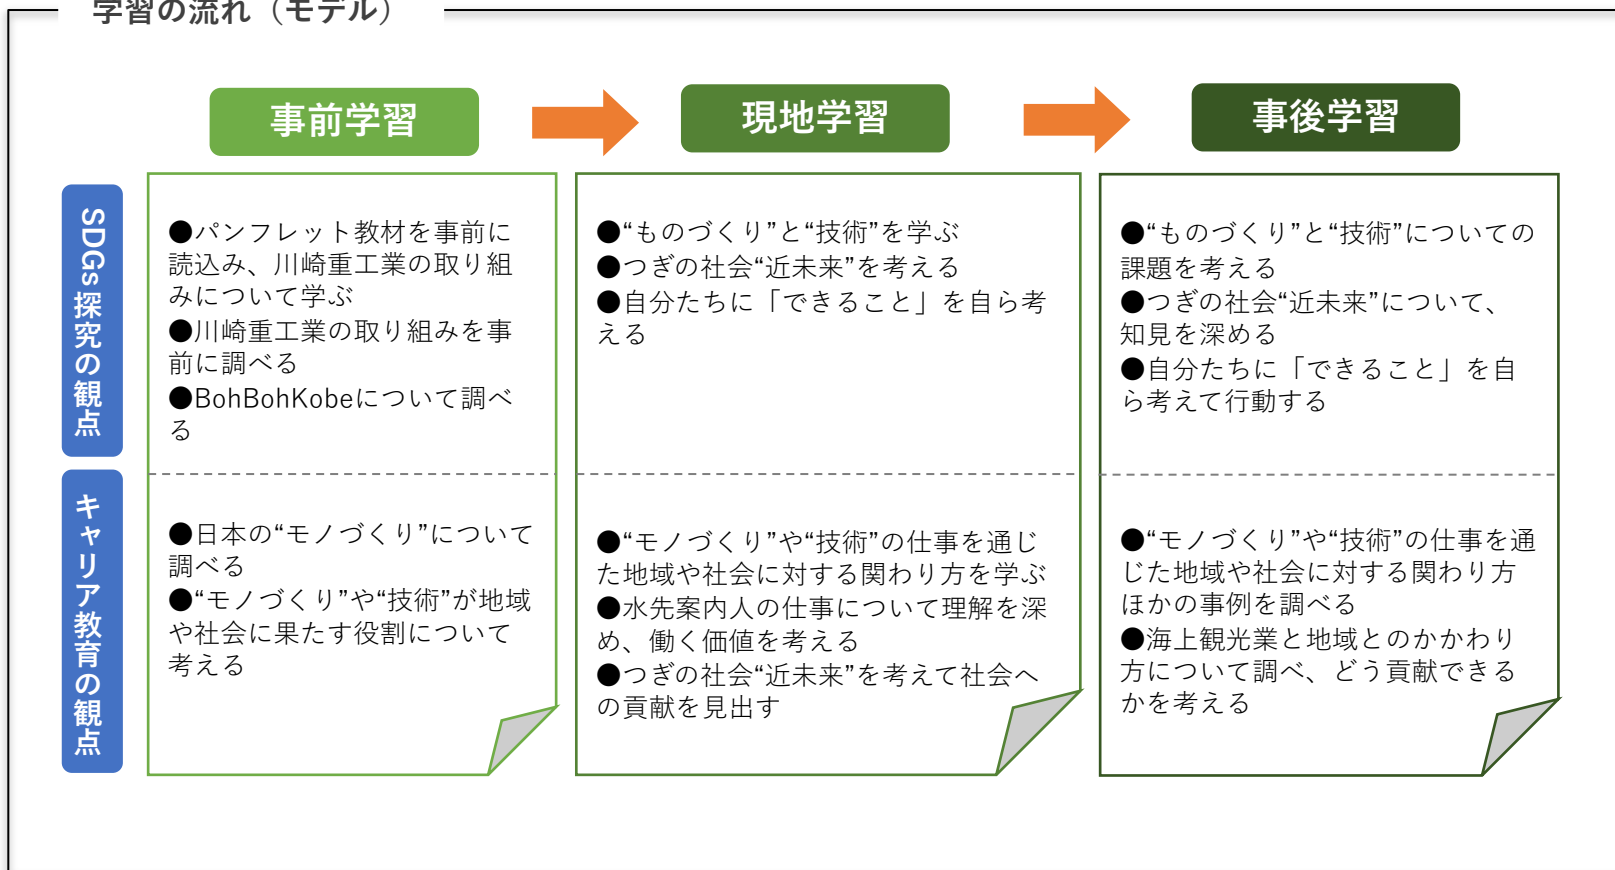 学習の流れ（モデル）
事前学習
現地学習
事後学習
SDGs探究の観点
●パンフレット教材を事前に
読込み、川崎重工業の取り組
みについて学ぶ
●川崎重工業の取り組みを事
前に調べる
●BohBohKobeについて調べ
る
●“ものづくり”と“技術”を学ぶ
●つぎの社会“近未来”を考える
●自分たちに「できること」を自ら考
える
●“ものづくり”と“技術”についての
課題を考える
●つぎの社会“近未来”について、
知見を深める
●自分たちに「できること」を自
ら考えて行動する
キャリア教育の観点
●日本の“モノづくり”について
調べる
●“モノづくり”や“技術”が地域
や社会に果たす役割について
考える
●“モノづくり”や“技術”の仕事を通じ
た地域や社会に対する関わり方を学ぶ
●水先案内人の仕事について理解を深
め、働く価値を考える
●つぎの社会“近未来”を考えて社会へ
の貢献を見出す
●“モノづくり”や“技術”の仕事を通
じた地域や社会に対する関わり方
ほかの事例を調べる
●海上観光業と地域とのかかわり
方について調べ、どう貢献できる
かを考える